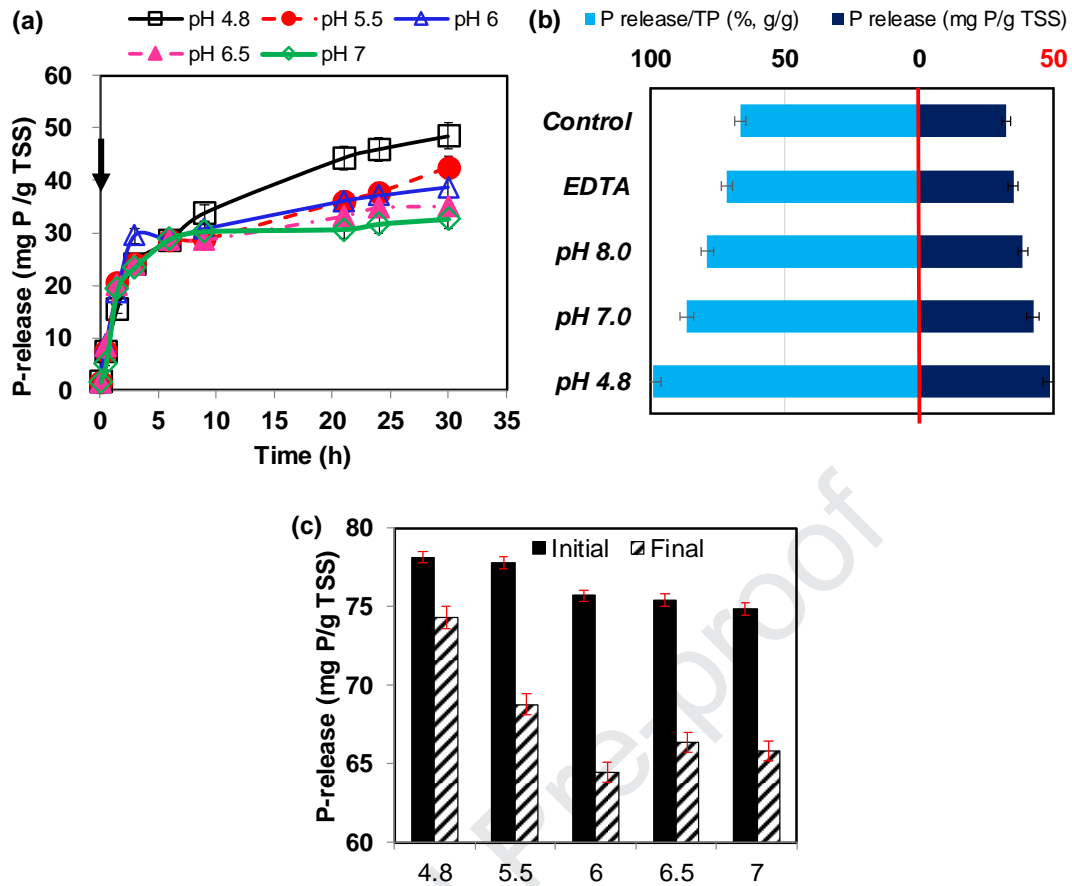 (a)
pH 4.8 pH 5.5 pH 6
pH 6.5 pH 7
P-release (mg P /g TSS)
60
50
40
30
20
10
0
0 5 10 15 20 25 30 35
Time (h)
(b) P release/TP (%, g/g) P release (mg P/g TSS)
100 50 0 50
Control
EDTA
pH 8.0
pH 7.0
pH 4.8
(c)
Initial Final
P-release (mg P/g TSS)
80
75
70
65
60
4.8 5.5 6 6.5 7
Pre-proof